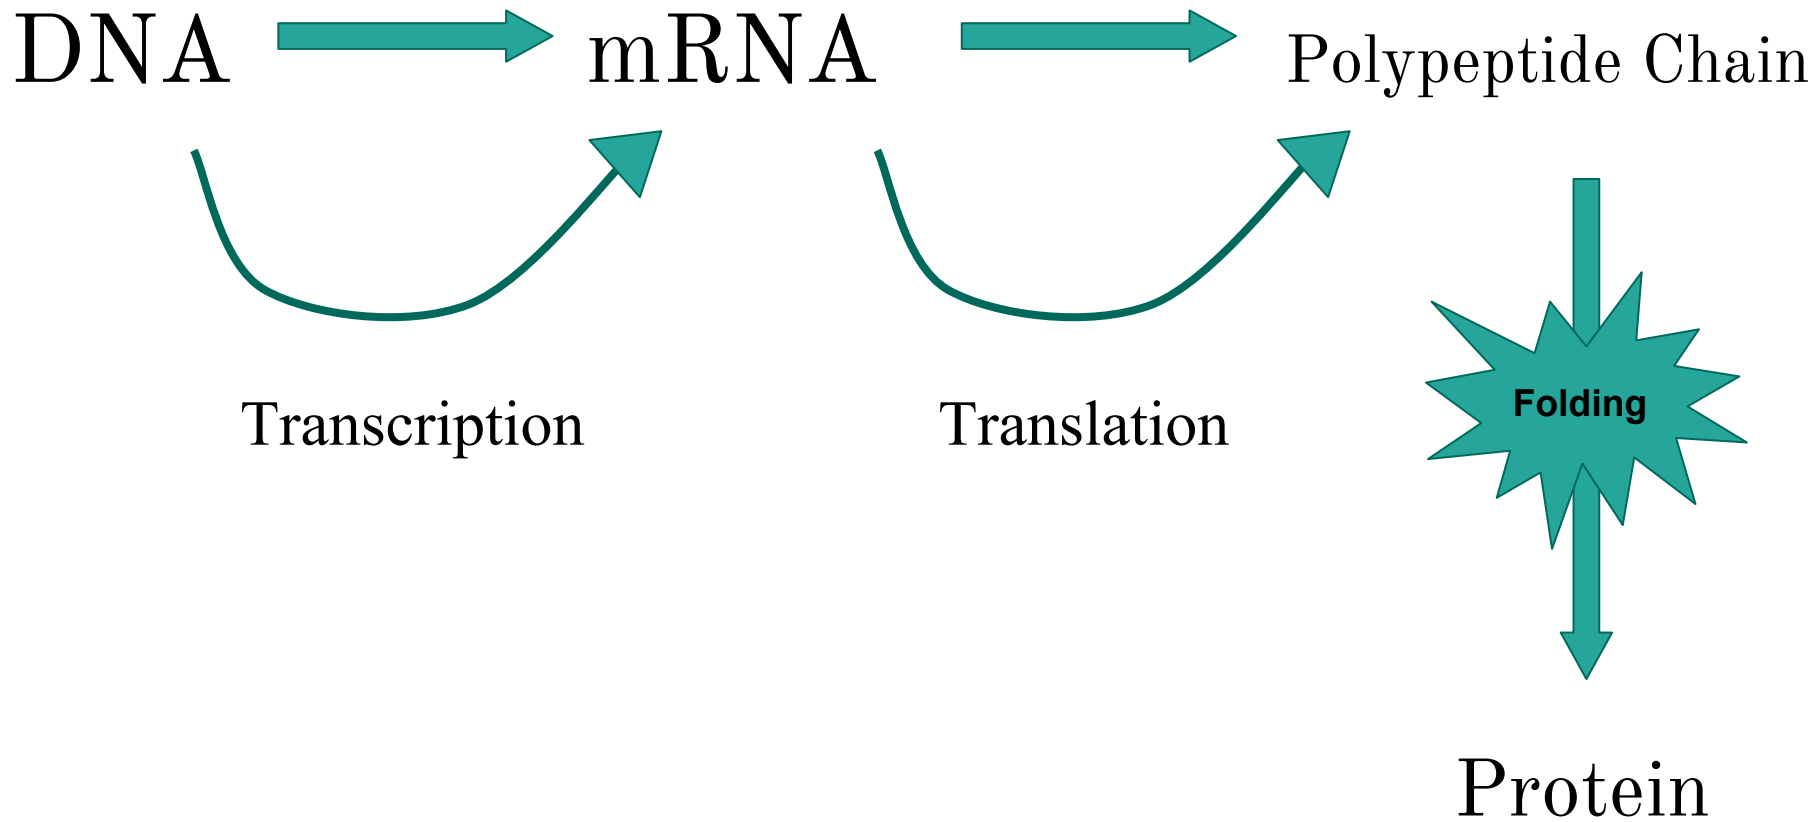 DNA
mRNA
Polypeptide Chain
Transcription
Translation
Folding
Protein